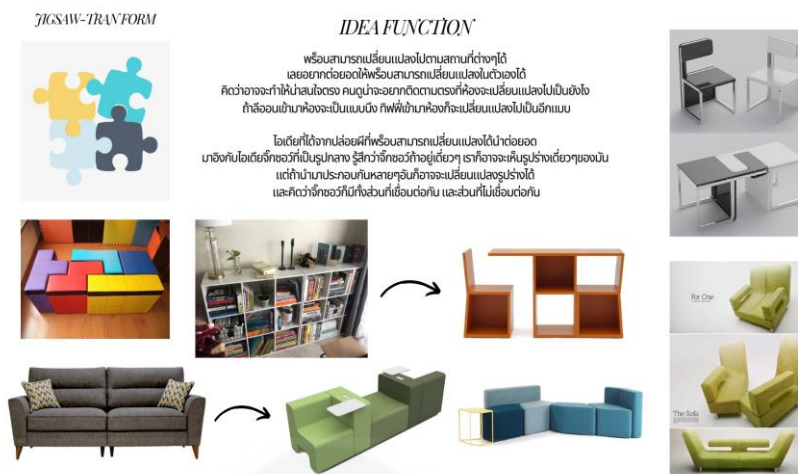 JIGSAW-TRANFORM
IDEA FUNCTION
พร็อบสามารถเปลี่ยนแปลงไปตามสถานที่ต่างๆได้
เลยอยากต่อยอดให้พร็อบสามารถเปลี่ยนแปลงในตัวเองได้
คิดว่าอาจจะทำให้น่าสนใจตรง คนดูน่าจะอยากติดตามตรงที่ห้องจะเปลี่ยนแปลงไปเป็นยังไง
ถ้าลีออนเข้ามาห้องจะเป็นแบบนึง ทิฟฟี่เข้ามาห้องก็จะเปลี่ยนแปลงไปเป็นอีกแบบ
ไอเดียที่ได้จากปล่อยผีที่พร็อบสามารถเปลี่ยนแปลงได้นำต่อยอด
มาอิงกับไอเดียจิ๊กซอว์ที่เป็นรูปกลาง รู้สึกว่าจิ๊กซอว์ถ้าอยู่เดี่ยวๆ เราก็อาจจะเห็นรูปร่างเดี่ยวๆของมัน
แต่ถ้านำมาประกอบกันหลายๆอันก็อาจจะเปลี่ยนแปลงรูปร่างได้
และคิดว่าจิ๊กซอว์ก็มีทั้งส่วนที่เชื่อมต่อกัน และส่วนที่ไม่เชื่อมต่อกัน
For One
The Sofa